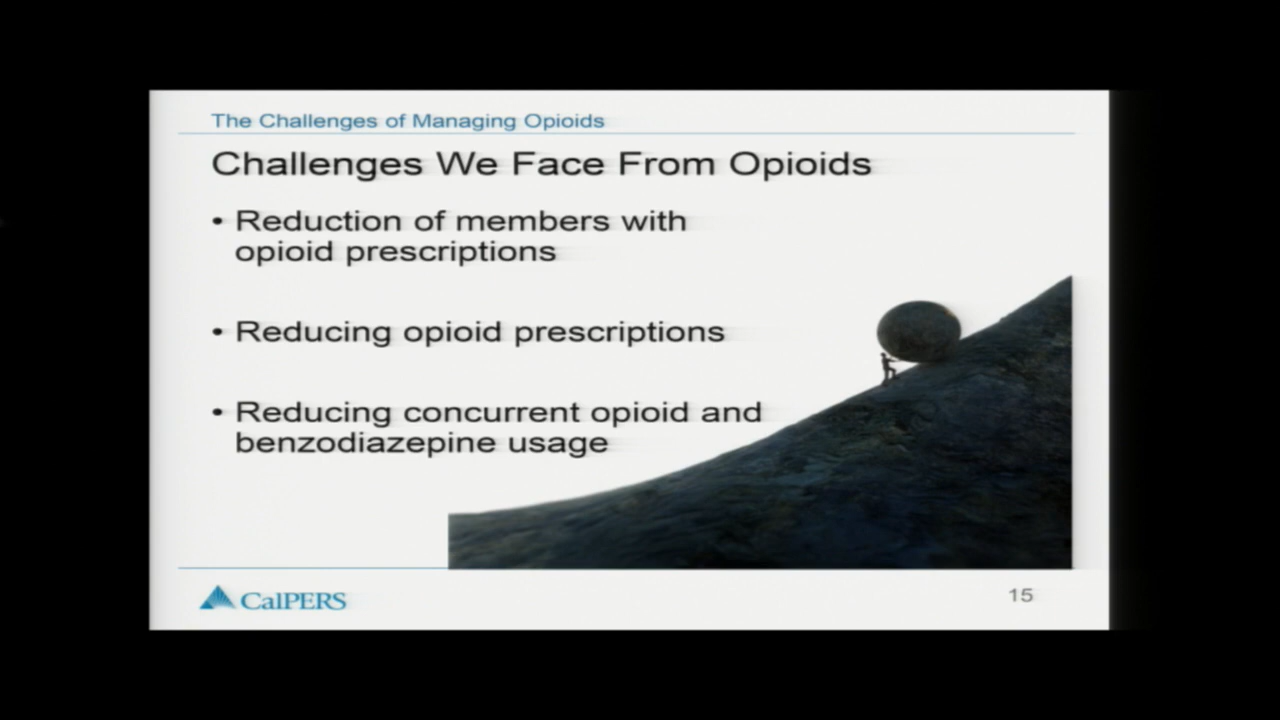 The Challenges of Managing Opioids
Challenges We Face From Opioids
• Reduction of members with
opioid prescriptions
• Reducing opioid prescriptions
• Reducing concurrent opioid and
benzodiazepine usage
CalPERS
15